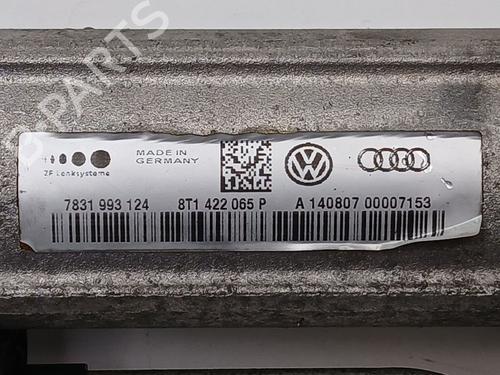 B-PARTS
ZF Lenksysteme
MADE IN
GERMANY
7831 993 124 8T1 422 065 P A 140807 00007153